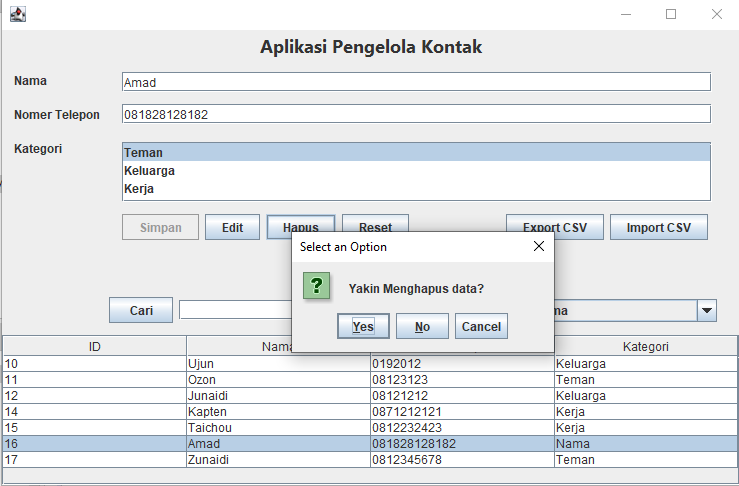 Aplikasi Pengelola Kontak
Nama
Amad
Nomer Telepon
081828128182
Kategori
Teman
Keluarga
Kerja
Simpan Edit Hapus Reset Export CSV Import CSV
Select an Option
Yakin Menghapus data?
Yes No Cancel
Cari
ID Nama Kategori
10 Ujun 0192012 Keluarga
11 Ozon 08123123 Teman
12 Junaidi 08121212 Keluarga
14 Kapten 0871212121 Kerja
15 Taichou 0812232423 Kerja
16 Amad 081828128182 Nama
17 Zunaidi 0812345678 Teman